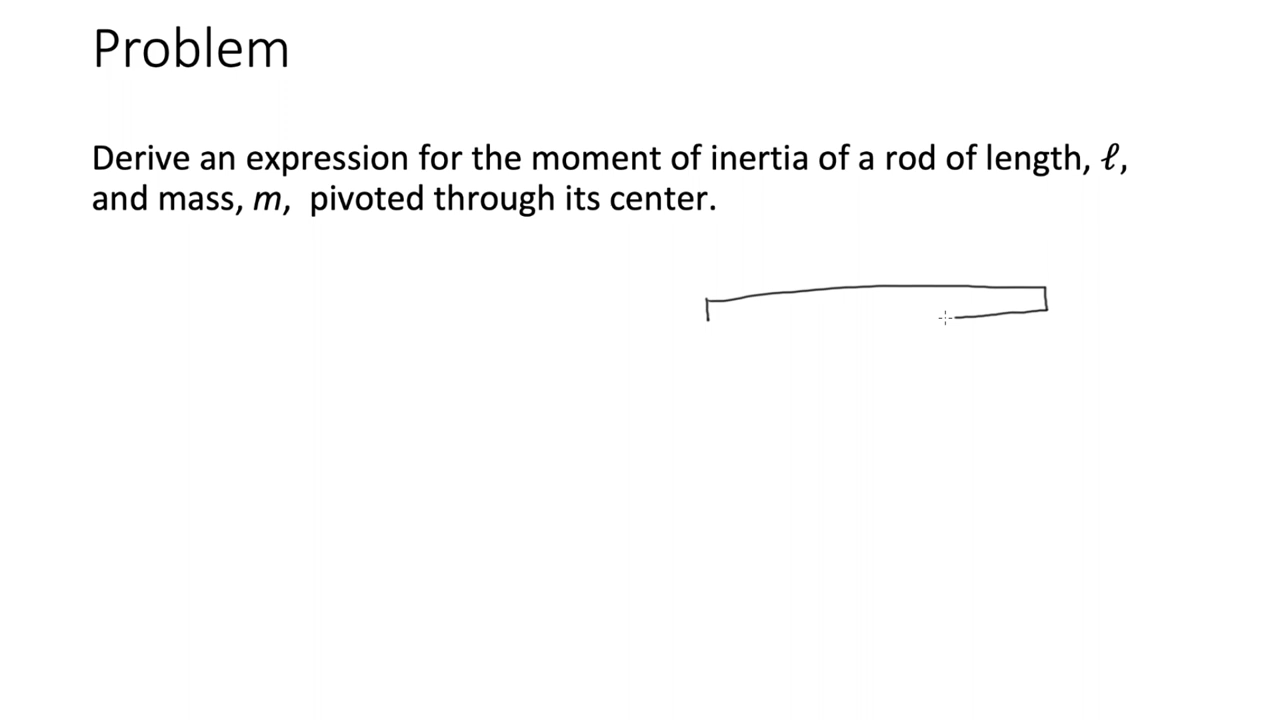 Problem
Derive an expression for the moment of inertia of a rod of length, ℓ,
and mass, m,  pivoted through its center.